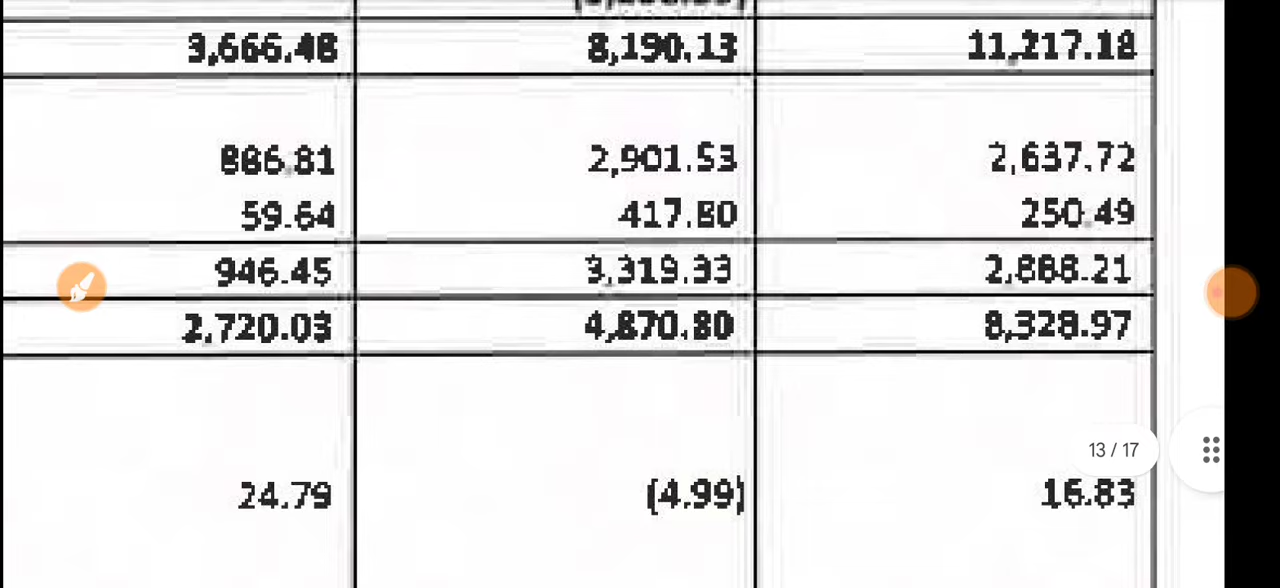 3,666.48 8,190.13 11,217.18
886.81 2,901.53 2,637.72
59.64 417.80 250.49
946.45 3,319.33 2,888.21
2,720.03 4,870.80 8,328.97
13 / 17
24.79 (4.99) 16.83